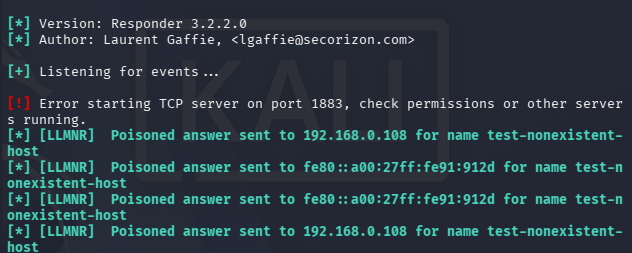 [*] Version: Responder 3.2.2.0
[*] Author: Laurent Gaffie, <lgaffie@secorizon.com>
[+] Listening for events...
[!] Error starting TCP server on port 1883, check permissions or other server
s running.
[*] [LLMNR]  Poisoned answer sent to 192.168.0.108 for name test-nonexistent-
host
[*] [LLMNR]  Poisoned answer sent to fe80::a00:27ff:fe91:912d for name test-n
onexistent-host
[*] [LLMNR]  Poisoned answer sent to fe80::a00:27ff:fe91:912d for name test-n
onexistent-host
[*] [LLMNR]  Poisoned answer sent to 192.168.0.108 for name test-nonexistent-
host
KALI